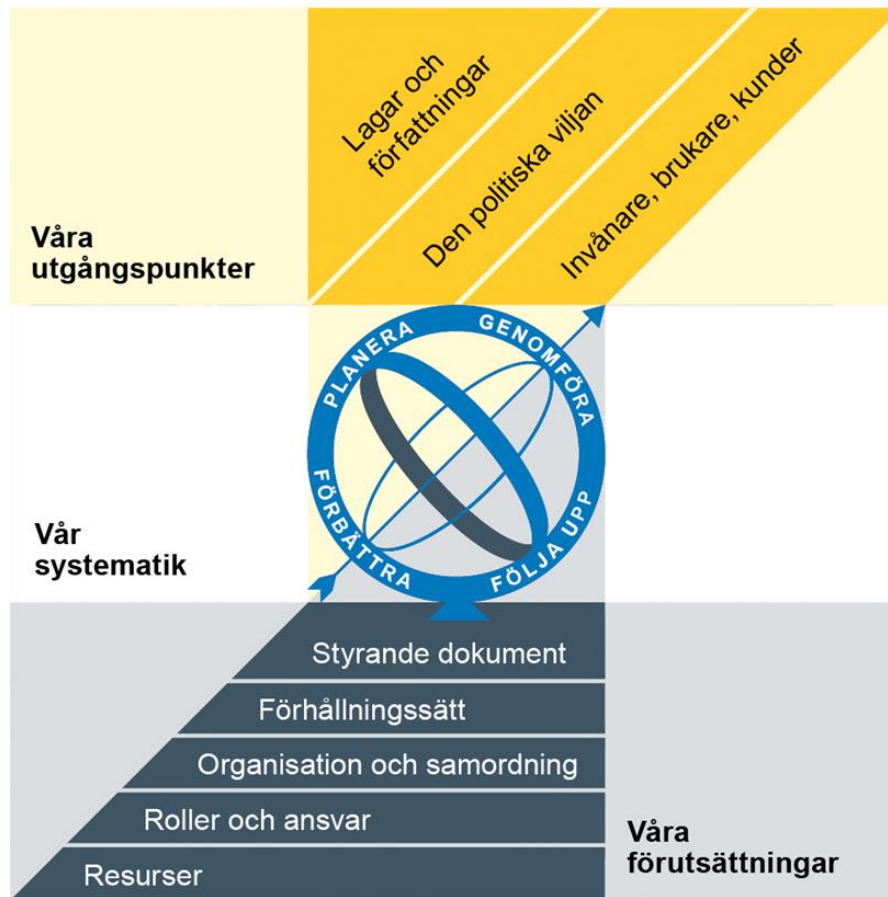 Lagar och
författningar
Den politiska viljan
Invånare, brukare, kunder
Våra
utgångspunkter
PLANERA
GENOMFÖRA
FÖRBÄTTRA
FÖLJA UPP
Vår
systematik
Styrande dokument
Förhållningssätt
Organisation och samordning
Roller och ansvar
Resurser
Våra
förutsättningar